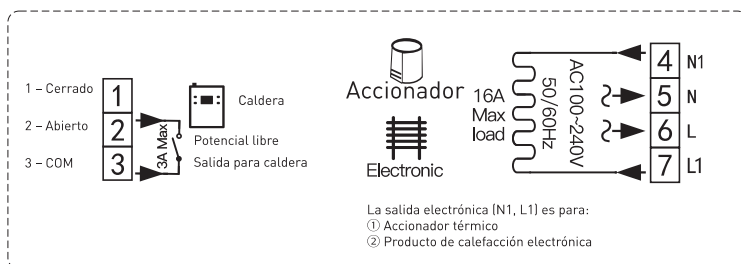 1 – Cerrado
1
2 – Abierto
2
3 – COM
3
3A Max
Caldera
Potencial libre
Salida para caldera
Accionador
Electronic
16A
Max
load
AC100~240V
50/60Hz
4 N1
5 N
6 L
7 L1
La salida electrónica (N1, L1) es para:
① Accionador térmico
② Producto de calefacción electrónica